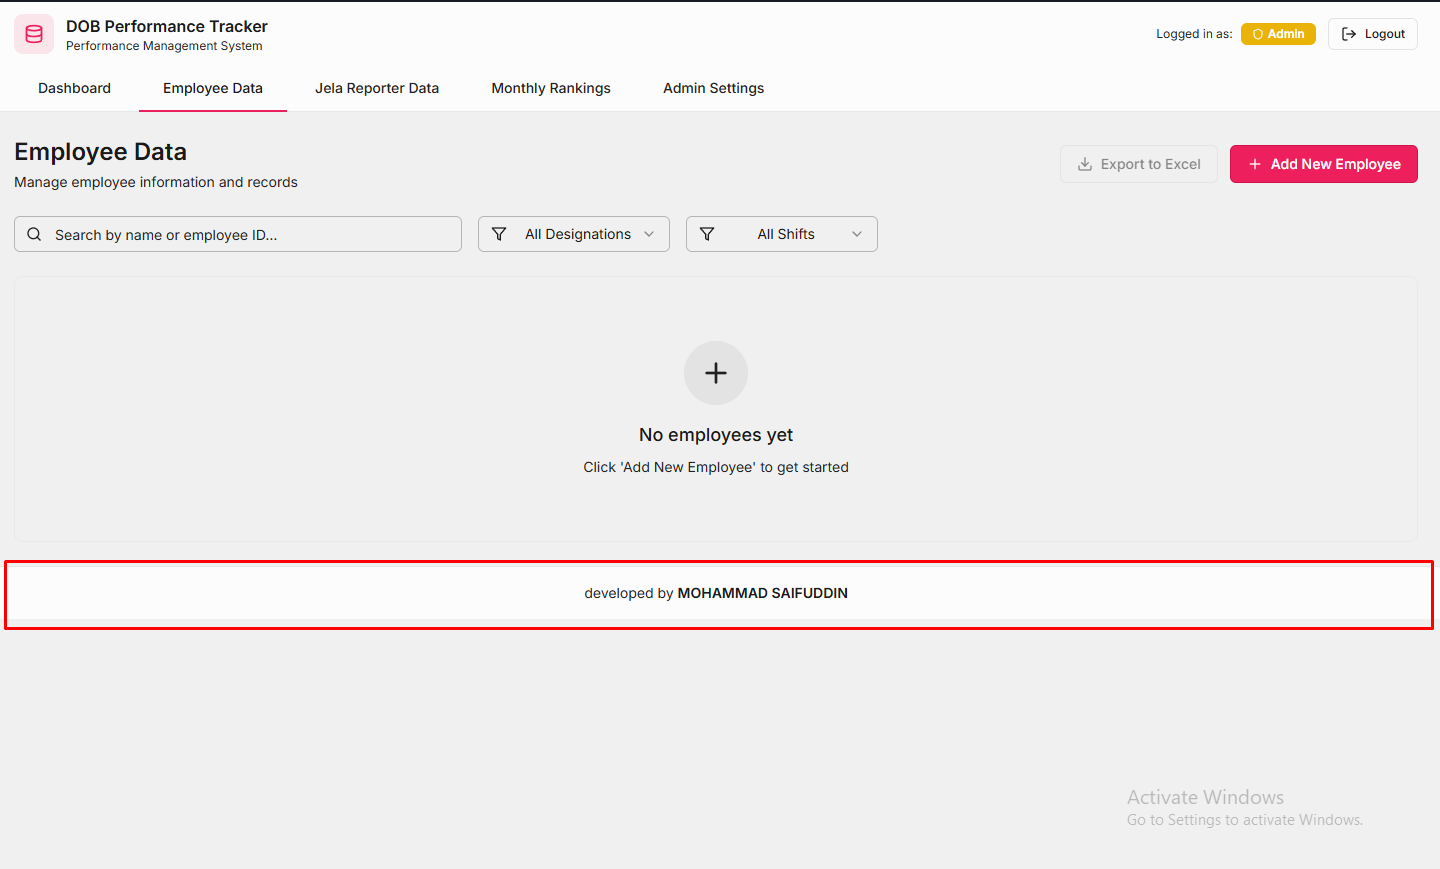 DOB Performance Tracker
Performance Management System
Logged in as:
Admin
Logout
Dashboard
Employee Data
Jela Reporter Data
Monthly Rankings
Admin Settings
Employee Data
Manage employee information and records
Export to Excel
Add New Employee
Search by name or employee ID...
All Designations
All Shifts
No employees yet
Click 'Add New Employee' to get started
developed by MOHAMMAD SAIFUDDIN
Activate Windows
Go to Settings to activate Windows.